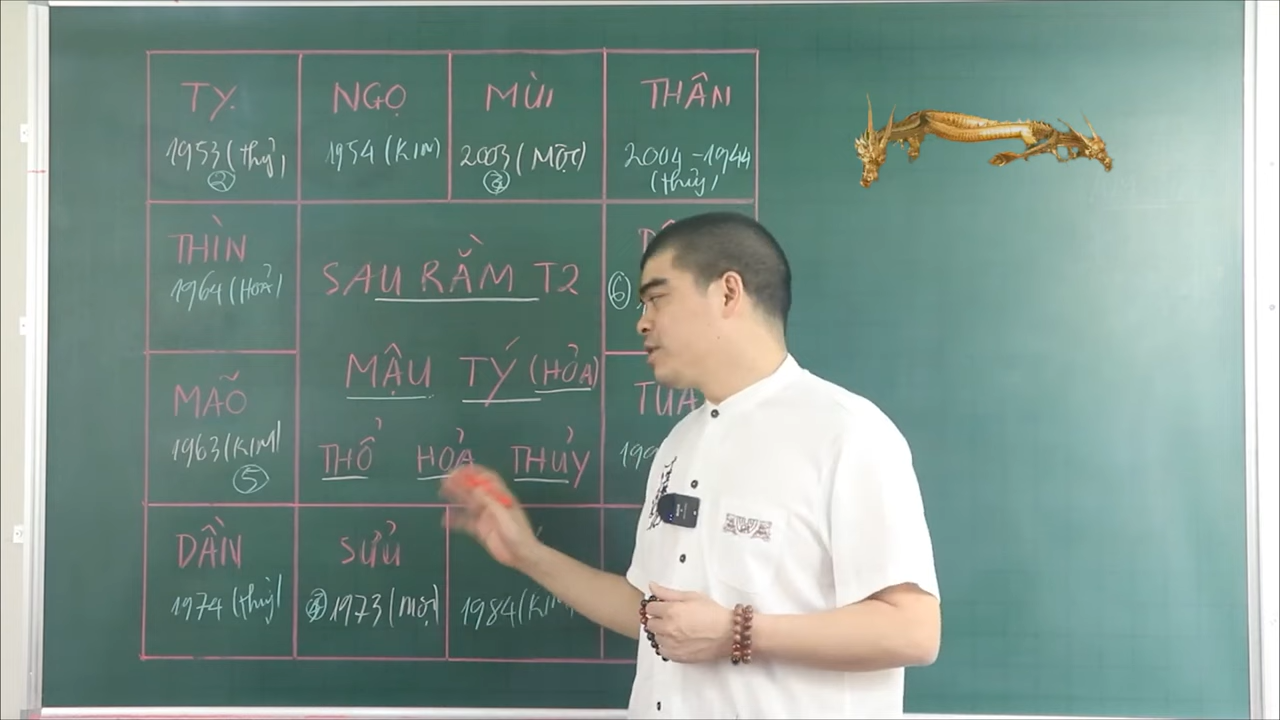 TỴ
1953 (Thủy)
②
NGỌ
1954 (KIM)
MÙI
2003 (MỘC)
③
THÂN
2004 - 1944
(Thủy)
THÌN
1964 (HỎA)
SAU RẰM T2
MẬU TÝ (HỎA)
THỔ HỎA THỦY
⑥
MÃO
1963 (KIM)
⑤
DẦN
1974 (Thủy)
SỬU
④ 1973 (MỘC)
1984 (KIM)